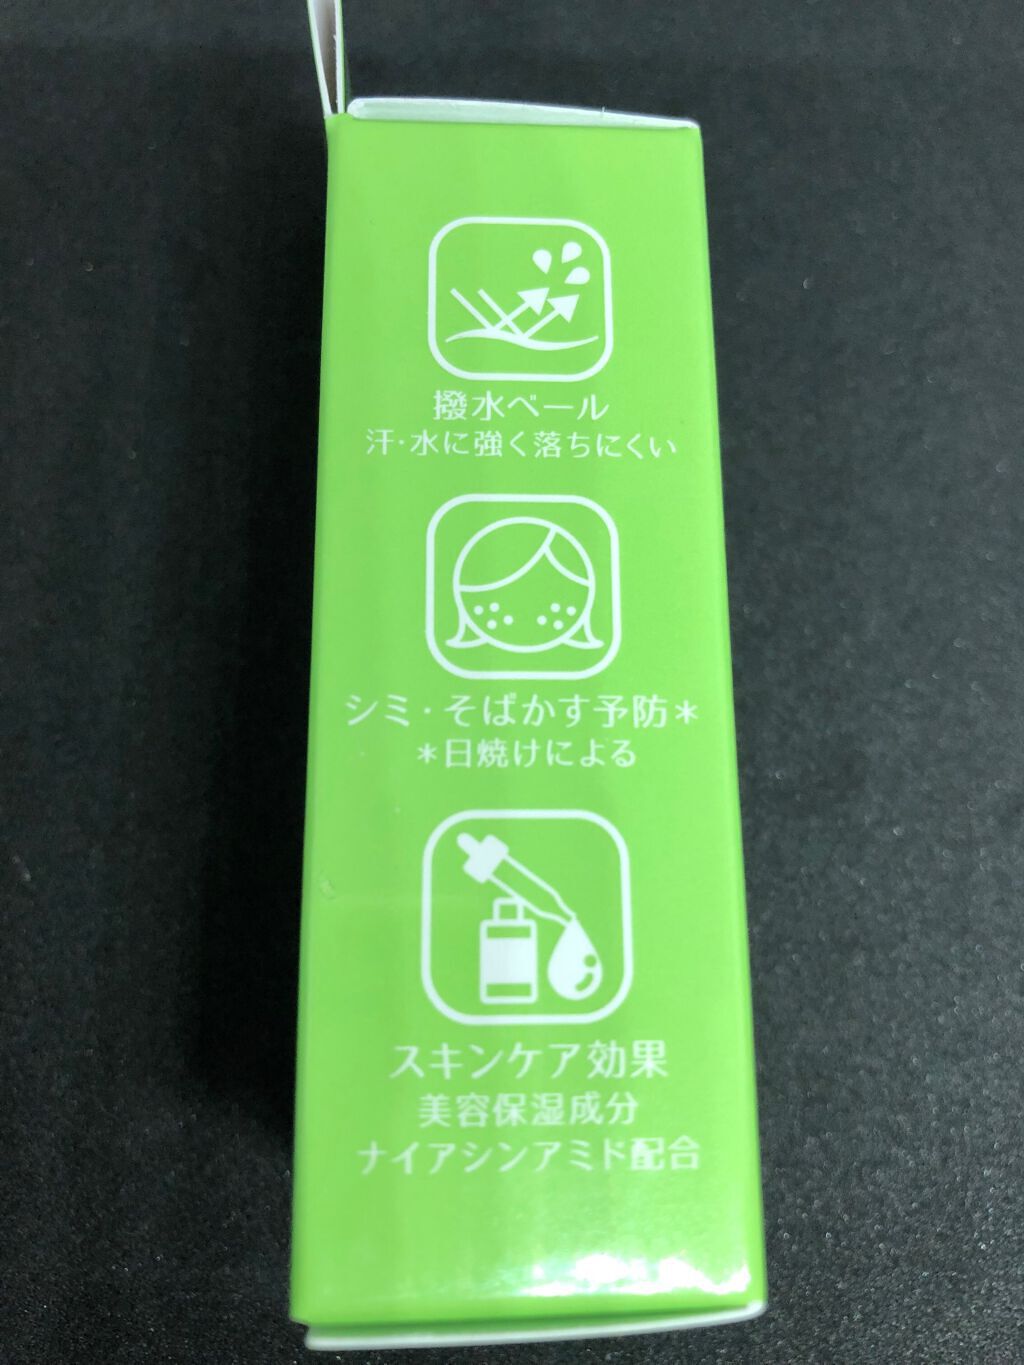 撥水ベール
汗・水に強く落ちにくい
シミ・そばかす予防＊
＊日焼けによる
スキンケア効果
美容保湿成分
ナイアシンアミド配合